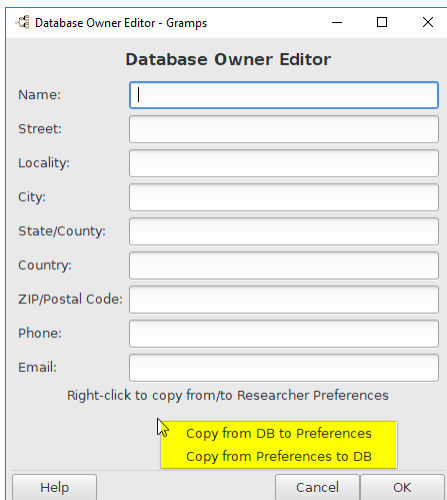 Database Owner Editor - Gramps
Database Owner Editor
Name:
Street:
Locality:
City:
State/County:
Country:
ZIP/Postal Code:
Phone:
Email:
Right-click to copy from/to Researcher Preferences
Copy from DB to Preferences
Copy from Preferences to DB
Help
Cancel
OK